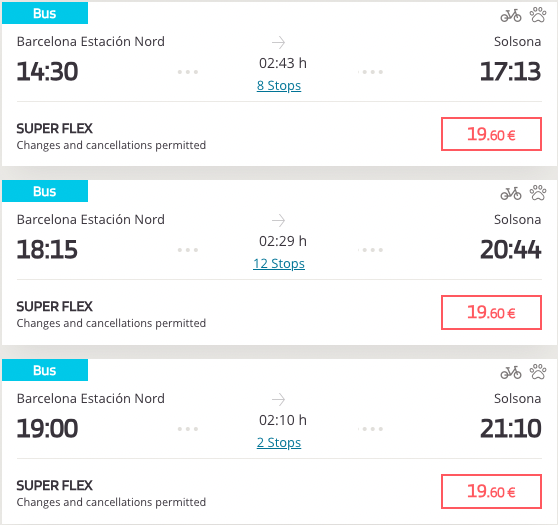 Bus
Barcelona Estación Nord Solsona
14:30 02:43 h 17:13
8 Stops
SUPER FLEX
Changes and cancellations permitted
19.60 €
Bus
Barcelona Estación Nord Solsona
18:15 02:29 h 20:44
12 Stops
SUPER FLEX
Changes and cancellations permitted
19.60 €
Bus
Barcelona Estación Nord Solsona
19:00 02:10 h 21:10
2 Stops
SUPER FLEX
Changes and cancellations permitted
19.60 €